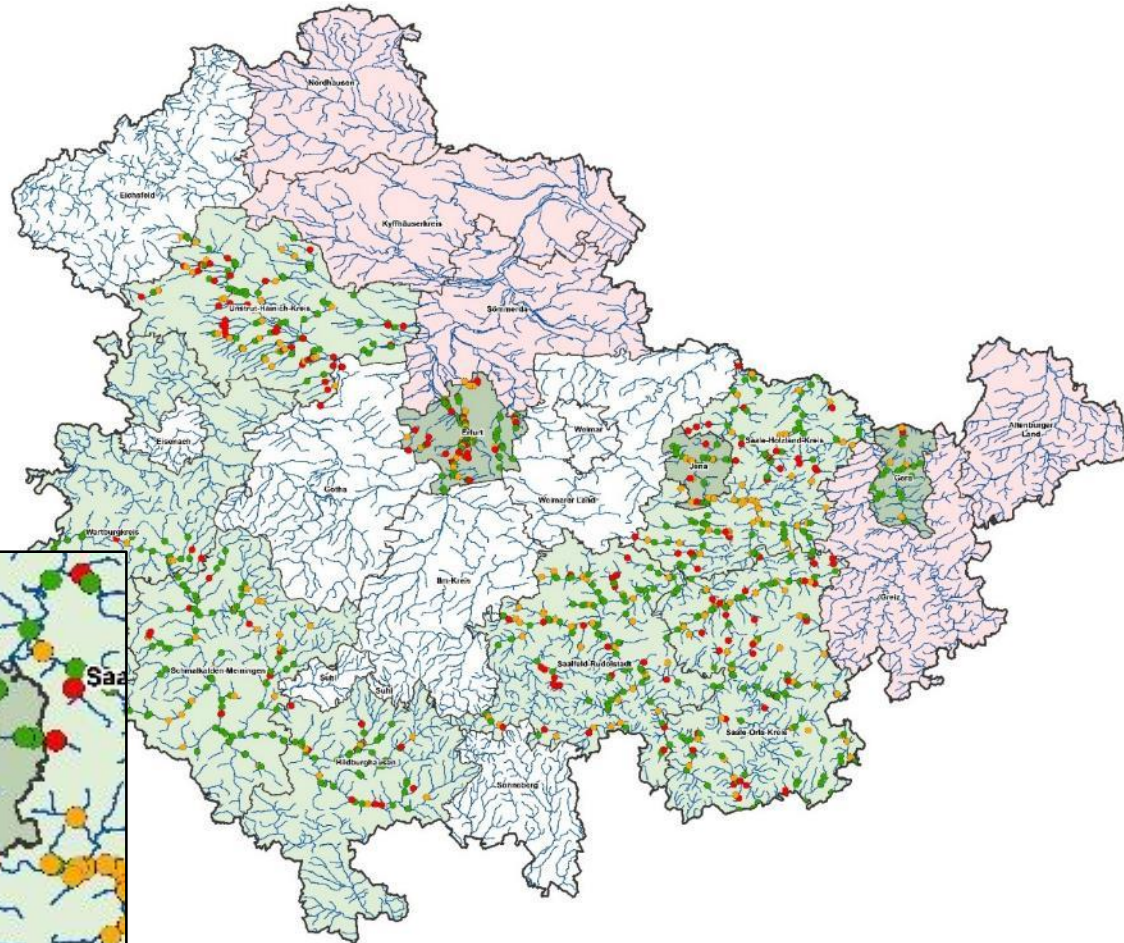 Nordhausen
Eichsfeld
Kyffhäuserkreis
Unstrut-Hainich-Kreis
Sömmerda
Eisenach
Erfurt
Weimar
Saale-Holzland-Kreis
Altenburger
Land
Jena
Gera
Gotha
Weimarer Land
Wartburgkreis
Ilm-Kreis
Greiz
Schmalkalden-Meiningen
Suhl
Suhl
Saalfeld-Rudolstadt
Saale-Orla-Kreis
Hildburghausen
Sonneberg
Saa